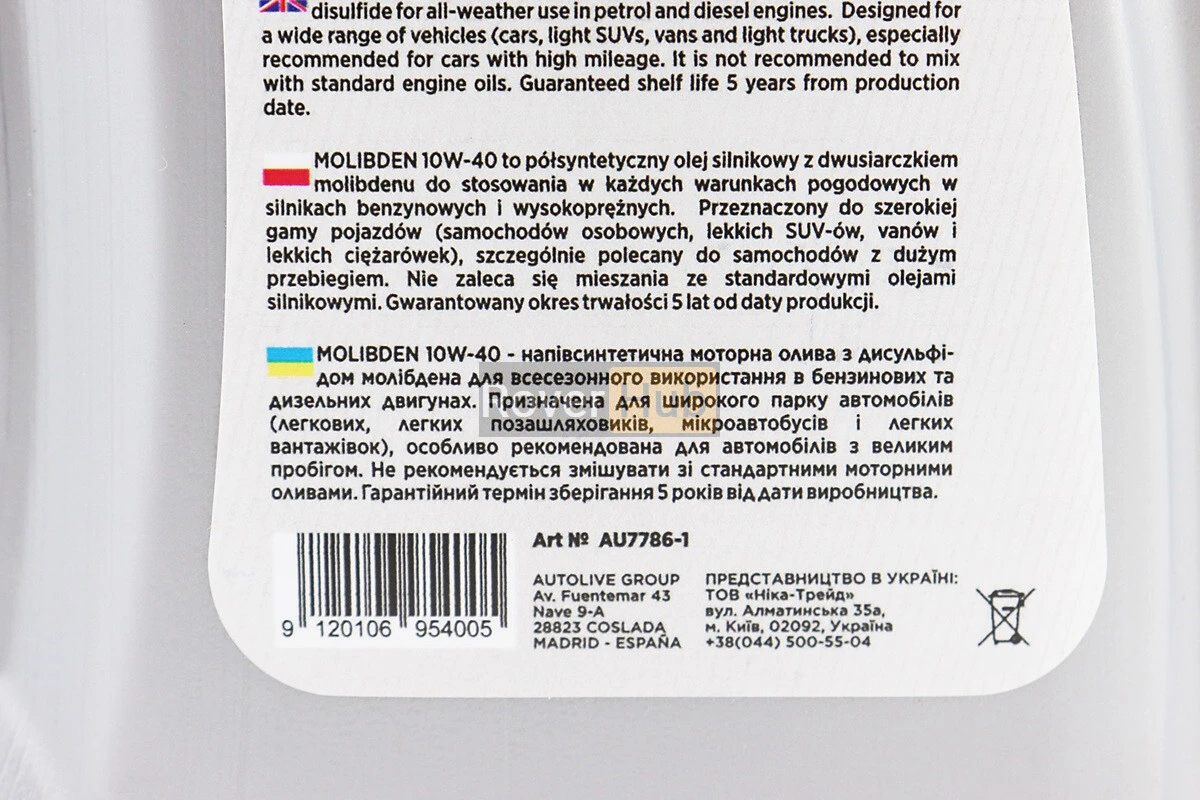 disulfide for all-weather use in petrol and diesel engines. Designed for
a wide range of vehicles (cars, light SUVs, vans and light trucks), especially
recommended for cars with high mileage. It is not recommended to mix
with standard engine oils. Guaranteed shelf life 5 years from production
date.
MOLIBDEN 10W-40 to półsyntetyczny olej silnikowy z dwusiarczkiem
molibdenu do stosowania w każdych warunkach pogodowych w
silnikach benzynowych i wysokoprężnych. Przeznaczony do szerokiej
gamy pojazdów (samochodów osobowych, lekkich SUV-ów, vanów i
lekkich ciężarówek), szczególnie polecany do samochodów z dużym
przebiegiem. Nie zaleca się mieszania ze standardowymi olejami
silnikowymi. Gwarantowany okres trwałości 5 lat od daty produkcji.
MOLIBDEN 10W-40 - напівсинтетична моторна олива з дисульфі-
дом молібдена для всесезонного використання в бензинових та
дизельних двигунах. Призначена для широкого парку автомобілів
(легкових, легких позашляховиків, мікроавтобусів і легких
вантажівок), особливо рекомендована для автомобілів з великим
пробігом. Не рекомендується змішувати зі стандартними моторними
оливами. Гарантійний термін зберігання 5 років від дати виробництва.
Rover Hub
Art № AU7786-1
AUTOLIVE GROUP
Av. Fuentemar 43
Nave 9-A
28823 COSLADA
MADRID - ESPAÑA
ПРЕДСТАВНИЦТВО В УКРАЇНІ:
ТОВ «Ніка-Трейд»
вул. Алматинська 35а,
м. Київ, 02092, Україна
+38(044) 500-55-04
9 120106 954005